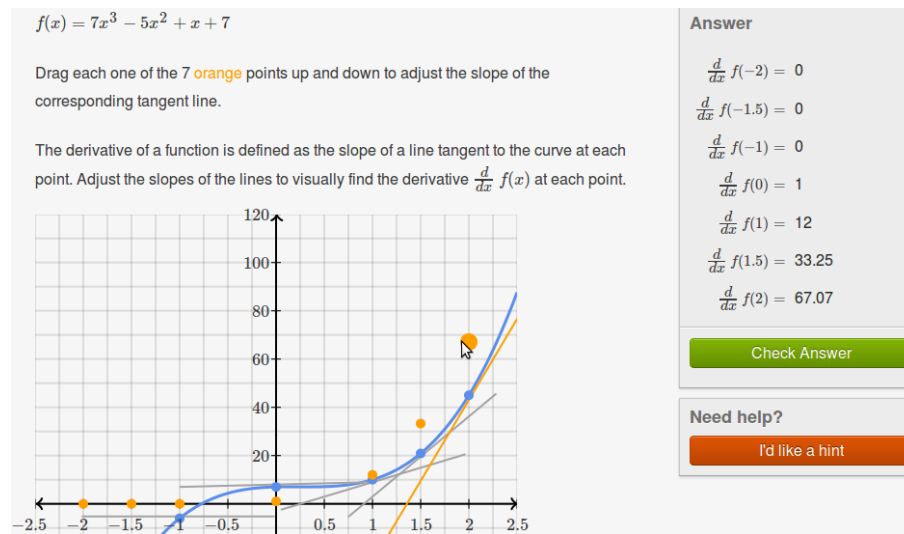 f(x) = 7x³ − 5x² + x + 7
Drag each one of the 7 orange points up and down to adjust the slope of the
corresponding tangent line.
The derivative of a function is defined as the slope of a line tangent to the curve at each
point. Adjust the slopes of the lines to visually find the derivative d/dx f(x) at each point.
120
100
80
60
40
20
−2.5 −2 −1.5 −1 −0.5 0.5 1 1.5 2 2.5
Answer
d/dx f(−2) = 0
d/dx f(−1.5) = 0
d/dx f(−1) = 0
d/dx f(0) = 1
d/dx f(1) = 12
d/dx f(1.5) = 33.25
d/dx f(2) = 67.07
Check Answer
Need help?
I'd like a hint